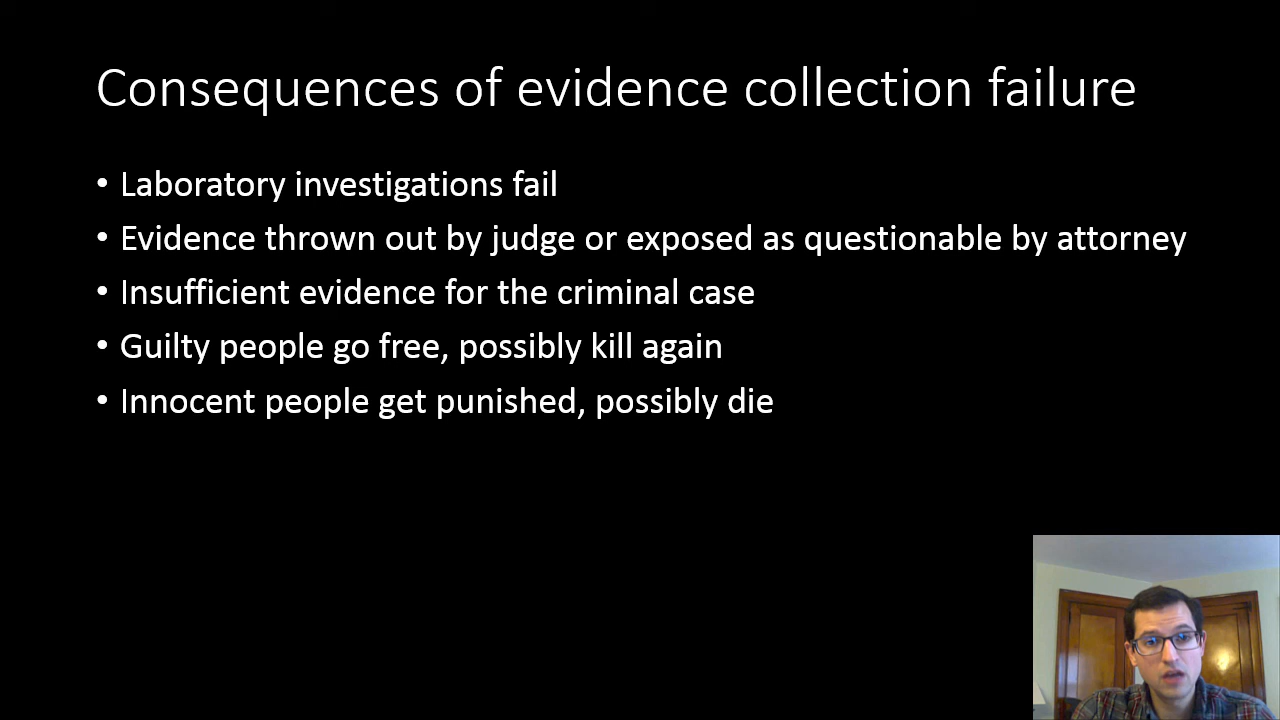 Consequences of evidence collection failure
• Laboratory investigations fail
• Evidence thrown out by judge or exposed as questionable by attorney
• Insufficient evidence for the criminal case
• Guilty people go free, possibly kill again
• Innocent people get punished, possibly die